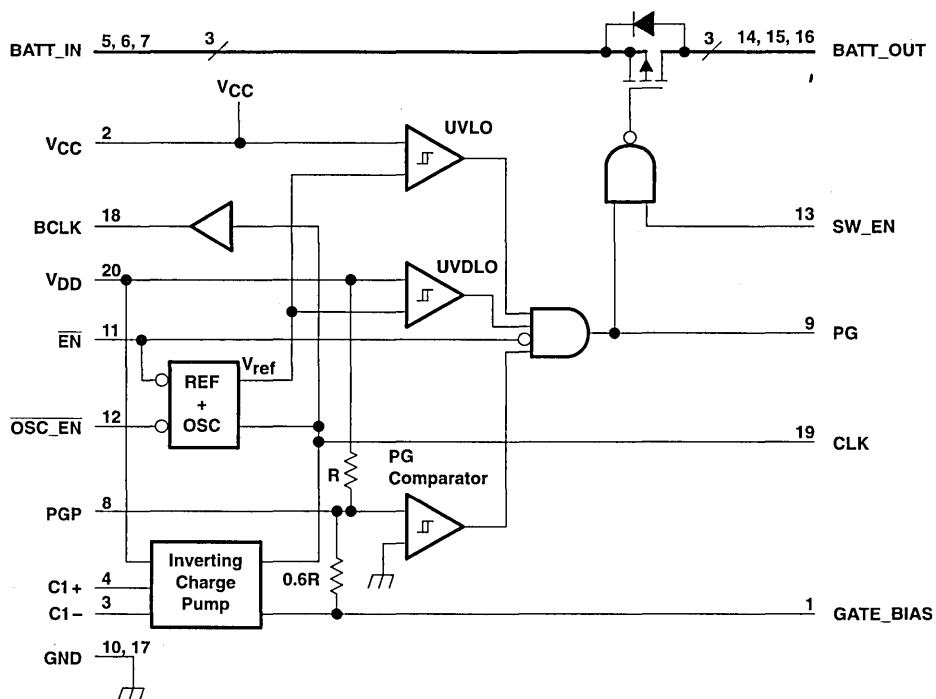 BATT_IN 5, 6, 7 3 3 14, 15, 16 BATT_OUT
VCC
VCC 2 UVLO
BCLK 18 13 SW_EN
VDD 20 UVDLO
EN 11 9 PG
Vref
REF
+
OSC
OSC_EN 12 19 CLK
R
PG
Comparator
PGP 8
Inverting
Charge
Pump
0.6R
C1+ 4
C1− 3 1 GATE_BIAS
GND 10, 17